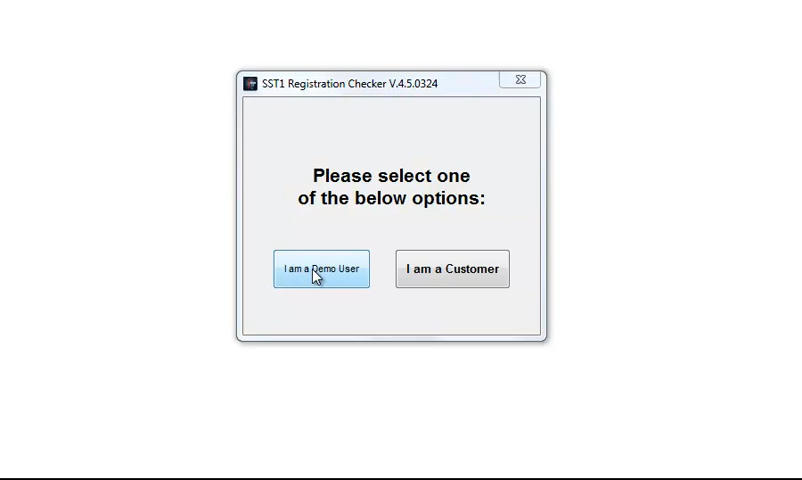 SST1 Registration Checker V.4.5.0324
Please select one
of the below options:
I am a Demo User
I am a Customer